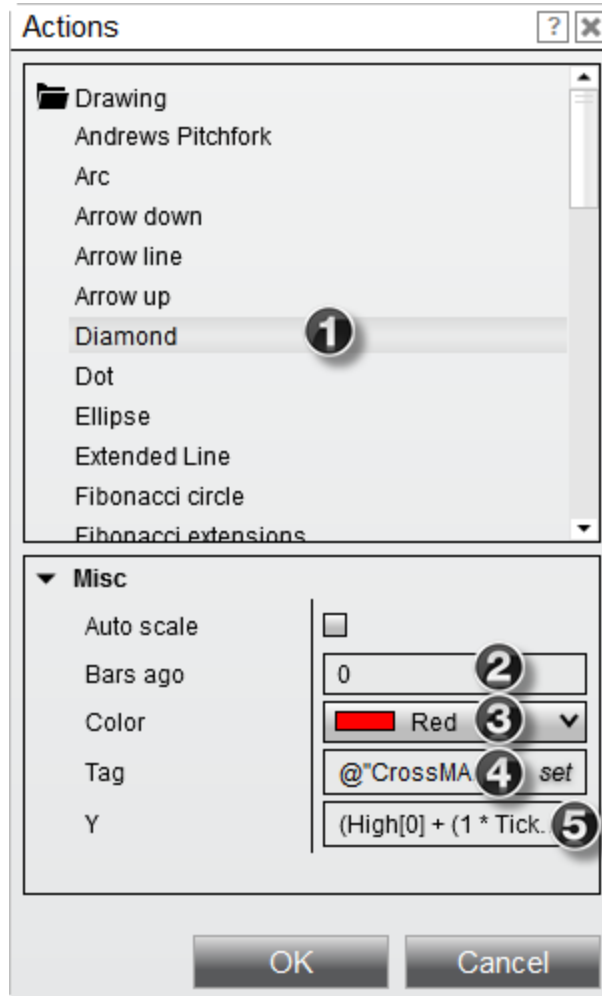 Actions ?
Drawing
Andrews Pitchfork
Arc
Arrow down
Arrow line
Arrow up
Diamond 1
Dot
Ellipse
Extended Line
Fibonacci circle
Fibonacci extensions
Misc
Auto scale
Bars ago 0 2
Color Red 3
Tag @"CrossMA 4 set
Y (High[0] + (1 * Tick.. 5
OK Cancel